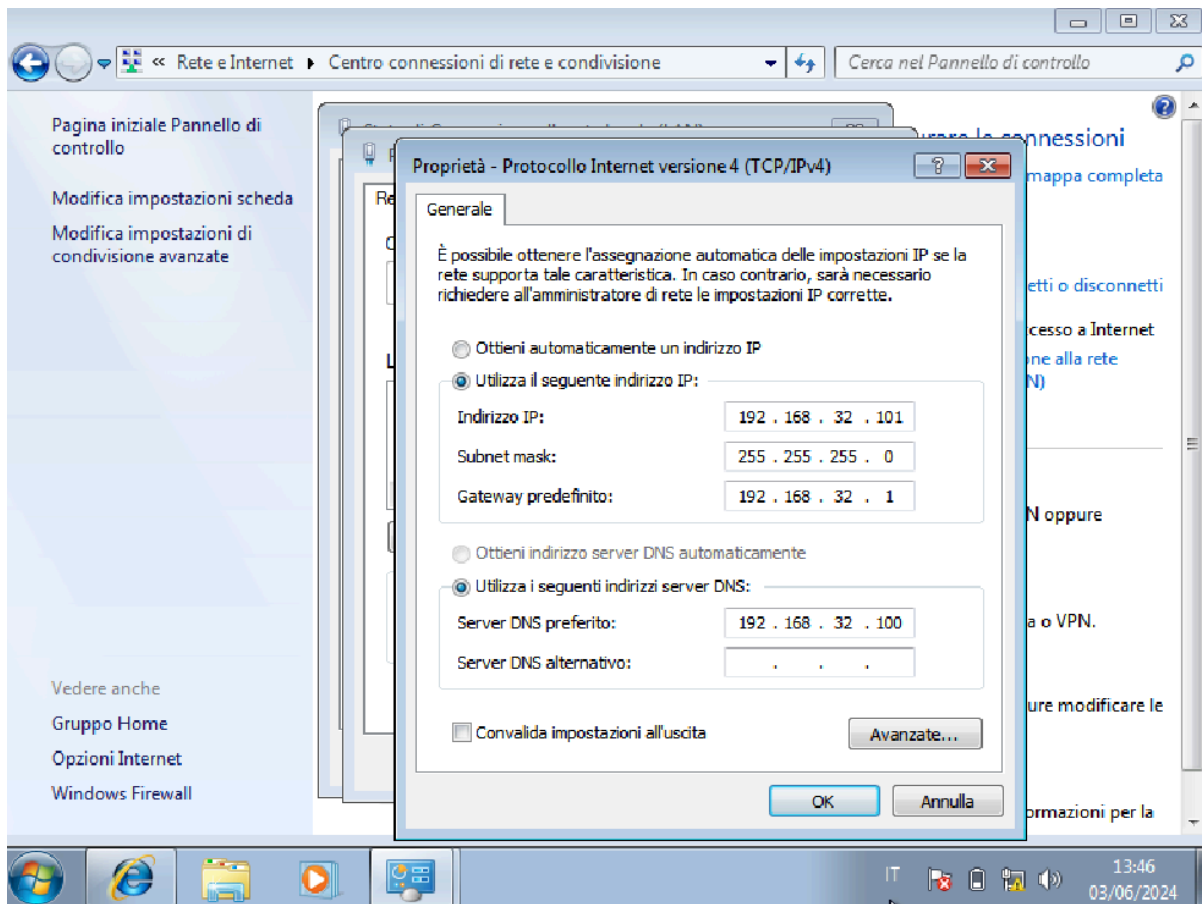 « Rete e Internet ▸ Centro connessioni di rete e condivisione
Cerca nel Pannello di controllo
Pagina iniziale Pannello di
controllo
Modifica impostazioni scheda
Modifica impostazioni di
condivisione avanzate
Vedere anche
Gruppo Home
Opzioni Internet
Windows Firewall
connessioni
mappa completa
etti o disconnetti
cesso a Internet
ne alla rete
N)
N oppure
a o VPN.
ure modificare le
ormazioni per la
Re
Proprietà - Protocollo Internet versione 4 (TCP/IPv4)
Generale
È possibile ottenere l'assegnazione automatica delle impostazioni IP se la
rete supporta tale caratteristica. In caso contrario, sarà necessario
richiedere all'amministratore di rete le impostazioni IP corrette.
Ottieni automaticamente un indirizzo IP
Utilizza il seguente indirizzo IP:
Indirizzo IP: 192 . 168 . 32 . 101
Subnet mask: 255 . 255 . 255 . 0
Gateway predefinito: 192 . 168 . 32 . 1
Ottieni indirizzo server DNS automaticamente
Utilizza i seguenti indirizzi server DNS:
Server DNS preferito: 192 . 168 . 32 . 100
Server DNS alternativo: . . .
Convalida impostazioni all'uscita
Avanzate...
OK
Annulla
IT
13:46
03/06/2024